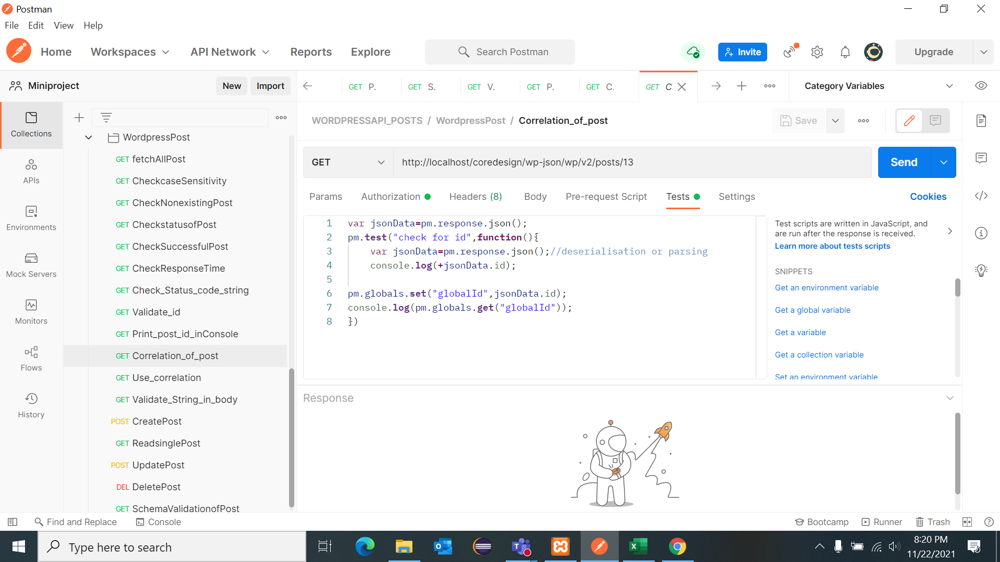 Postman
File Edit View Help
Home Workspaces API Network Reports Explore Search Postman Invite Upgrade
Miniproject New Import
GET P. GET S. GET V. GET P. GET C. GET C. Category Variables
Collections
APIs
Environments
Mock Servers
Monitors
Flows
History
WordpressPost
GET fetchAllPost
GET CheckcaseSensitivity
GET CheckNonexistingPost
GET CheckstatusofPost
GET CheckSuccessfulPost
GET CheckResponseTime
GET Check_Status_code_string
GET Validate_id
GET Print_post_id_inConsole
GET Correlation_of_post
GET Use_correlation
GET Validate_String_in_body
POST CreatePost
GET ReadsinglePost
POST UpdatePost
DEL DeletePost
GET SchemaValidationofPost
WORDPRESSAPI_POSTS / WordpressPost / Correlation_of_post Save
GET http://localhost/coredesign/wp-json/wp/v2/posts/13 Send
Params Authorization Headers (8) Body Pre-request Script Tests Settings Cookies
1 var jsonData=pm.response.json();
2 pm.test("check for id",function(){
3 var jsonData=pm.response.json();//deserialisation or parsing
4 console.log(+jsonData.id);
5
6 pm.globals.set("globalId",jsonData.id);
7 console.log(pm.globals.get("globalId"));
8 })
Test scripts are written in JavaScript, and
are run after the response is received.
Learn more about tests scripts
SNIPPETS
Get an environment variable
Get a global variable
Get a variable
Get a collection variable
Set an environment variable
Response
Find and Replace Console Bootcamp Runner Trash
Type here to search
8:20 PM
11/22/2021